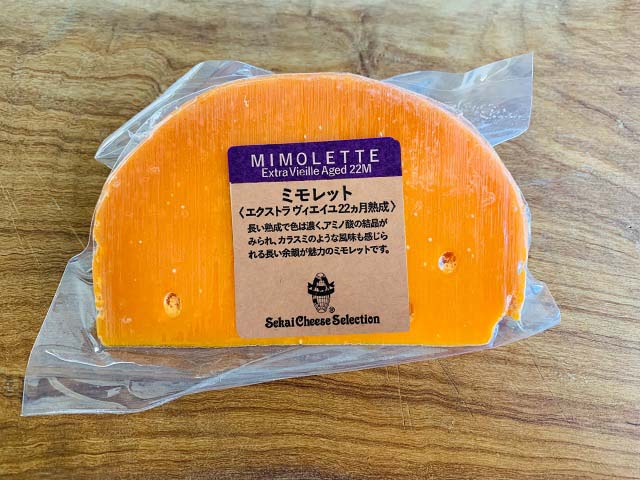 MIMOLETTE
Extra Vieille Aged 22M
ミモレット
〈エクストラ ヴィエイユ22ヵ月熟成〉
長い熟成で色は濃く、アミノ酸の結晶が
みられ、カラスミのような風味も感じら
れる長い余韻が魅力のミモレットです。
®
Sekai Cheese Selection